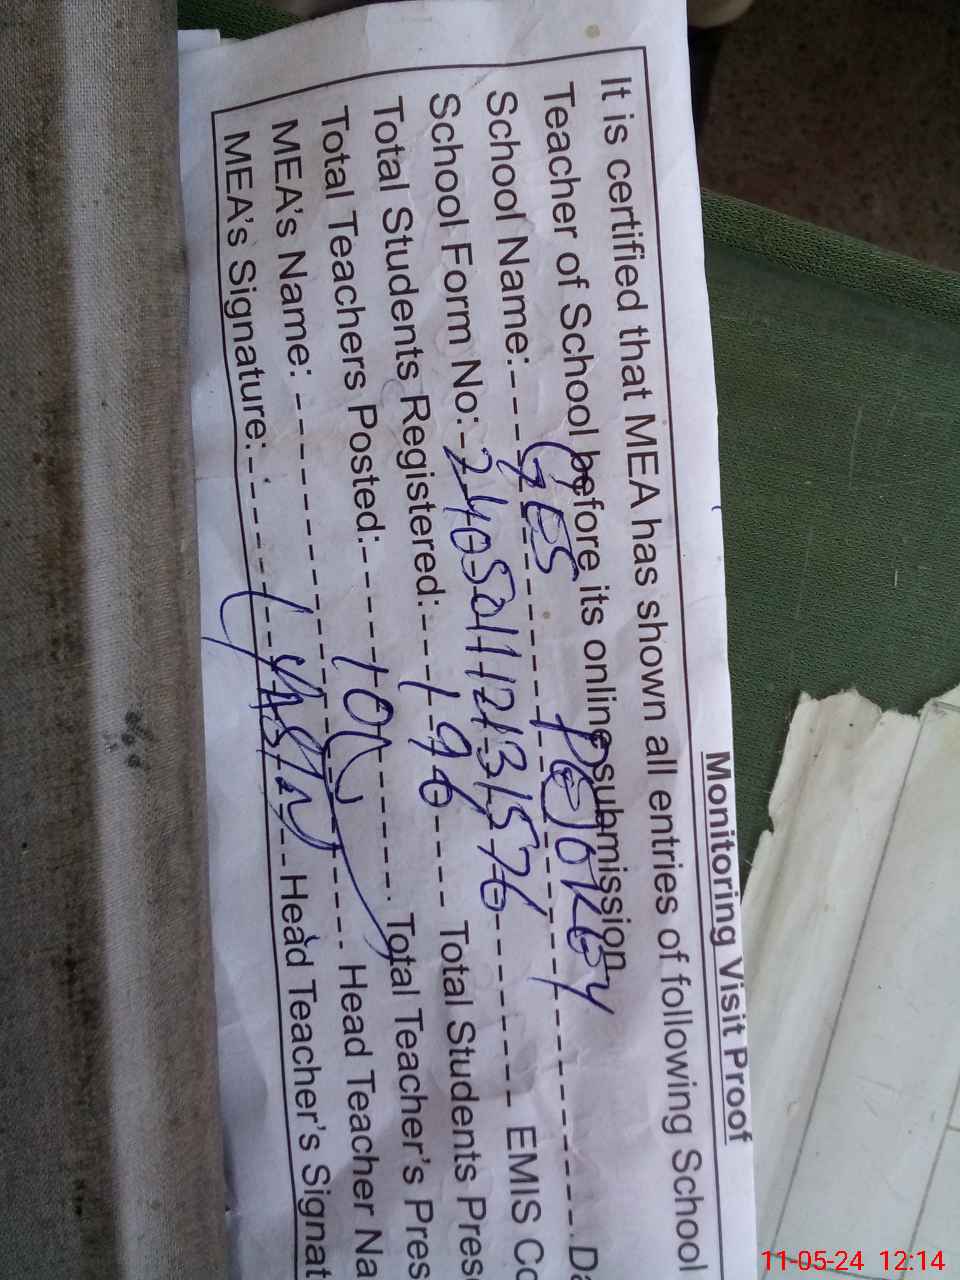 Monitoring Visit Proof
It is certified that MEA has shown all entries of following School
Teacher of School before its online submission
School Name: GES Da
School Form No: 240501112131576 EMIS Co
Total Students Registered: 196 Total Students Prese
Total Teachers Posted: 10 Total Teacher's Pres
MEA's Name: Head Teacher Na
MEA's Signature: Head Teacher's Signat
11-05-24 12:14